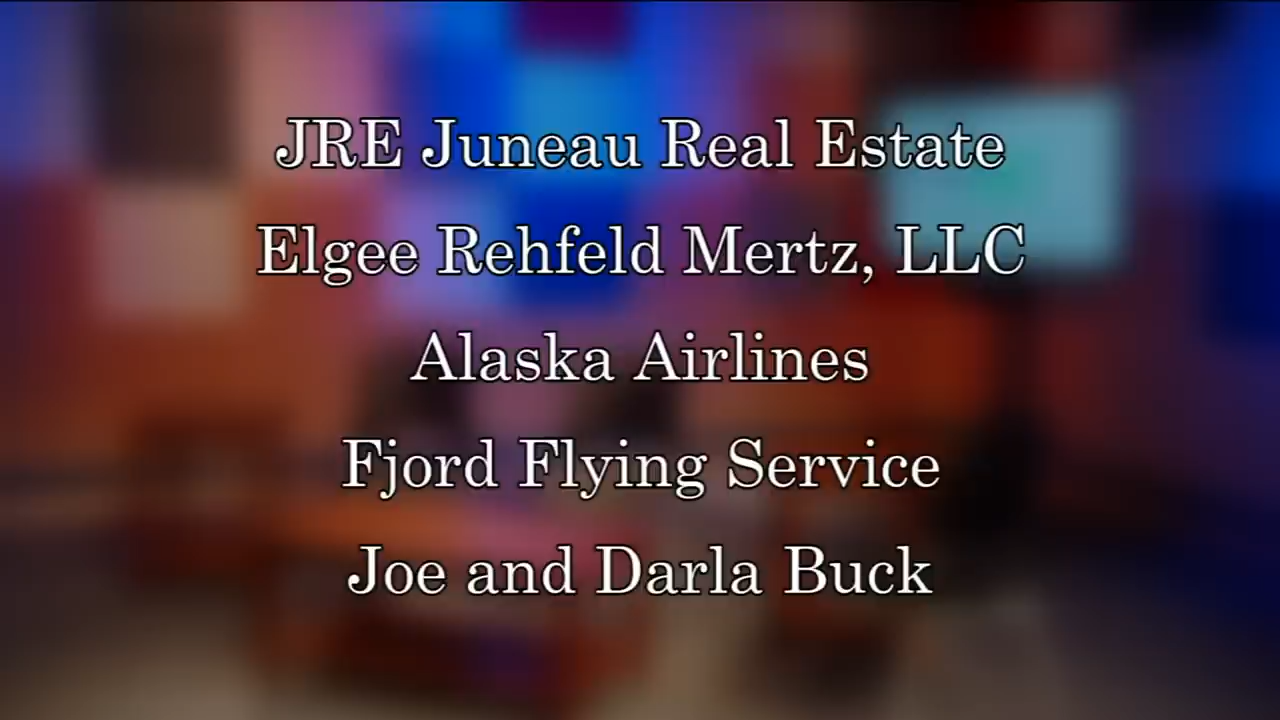 JRE Juneau Real Estate
Elgee Rehfeld Mertz, LLC
Alaska Airlines
Fjord Flying Service
Joe and Darla Buck